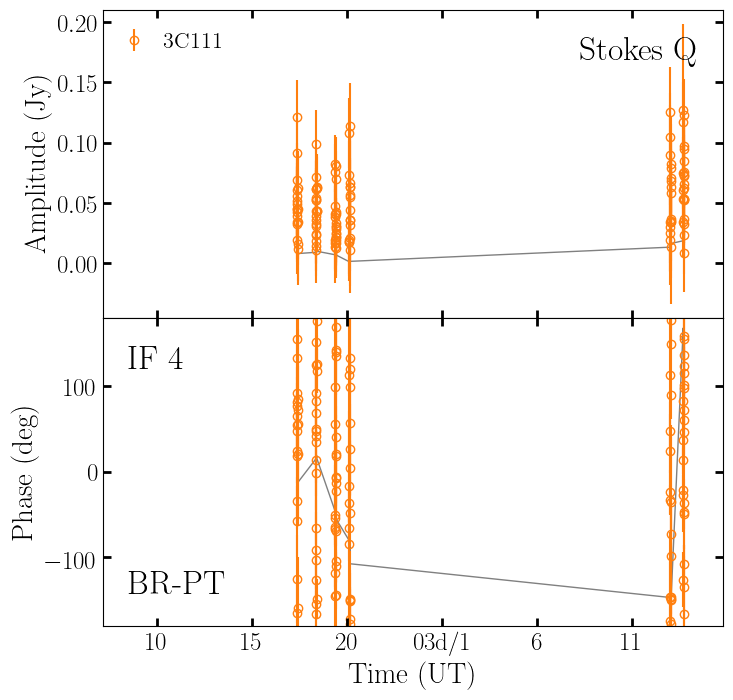 0.20
3C111
Stokes Q
0.15
0.10
0.05
0.00
Amplitude (Jy)
IF 4
100
0
−100
Phase (deg)
BR-PT
10 15 20 03d/1 6 11
Time (UT)